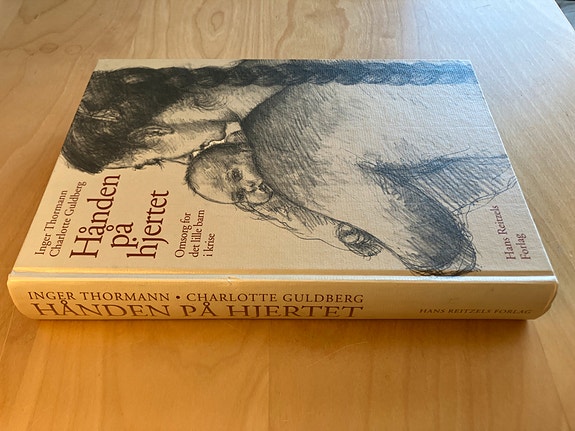 Inger Thormann
Charlotte Guldberg
Hånden
på
hjertet
Omsorg for
det lille barn
i krise
Hans Reitzels
Forlag
INGER THORMANN • CHARLOTTE GULDBERG
HÅNDEN PÅ HJERTET
HANS REITZELS FORLAG